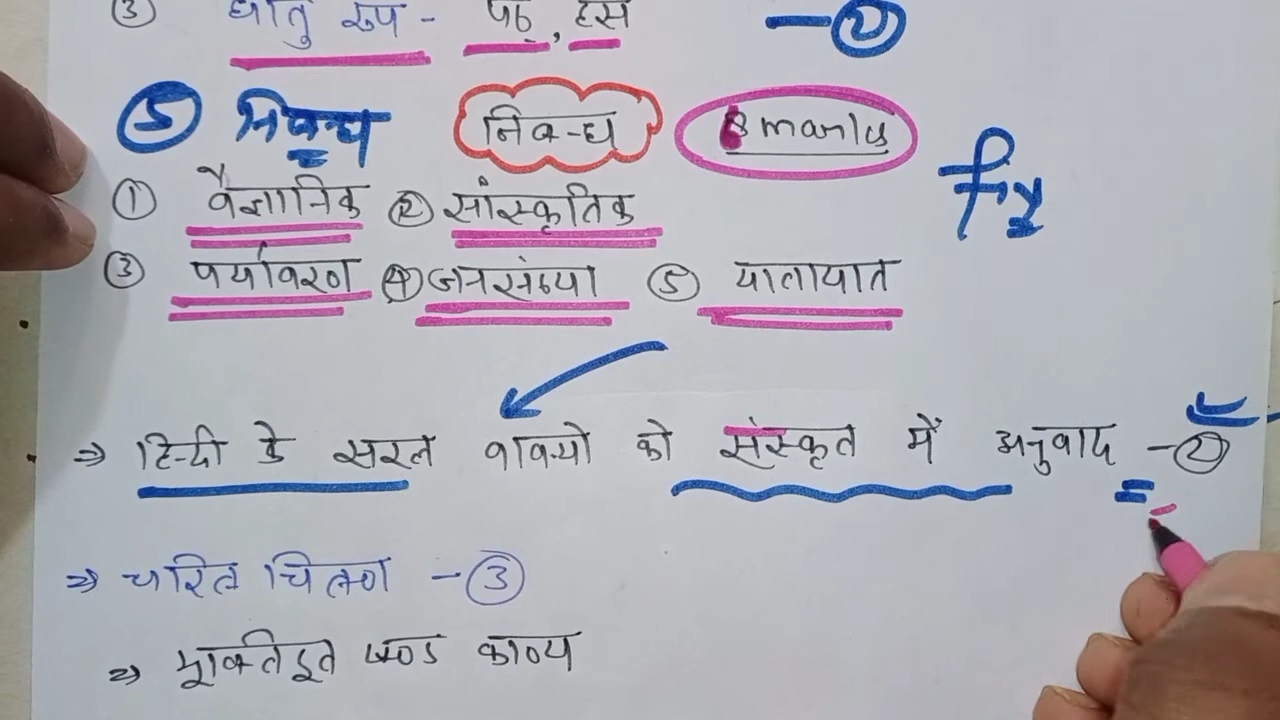 ③ धातु रूप - पठ्, हस - ②
⑤ निबन्ध निबन्ध 8 marks
① वैज्ञानिक ② सांस्कृतिक
③ पर्यावरण ④ जनसंख्या ⑤ यातायात
⇒ हिन्दी के सरल वाक्यो को संस्कृत में अनुवाद - ②
⇒ चरित्र चित्रण - ③
⇒ मुक्तिदूत खण्ड काव्य